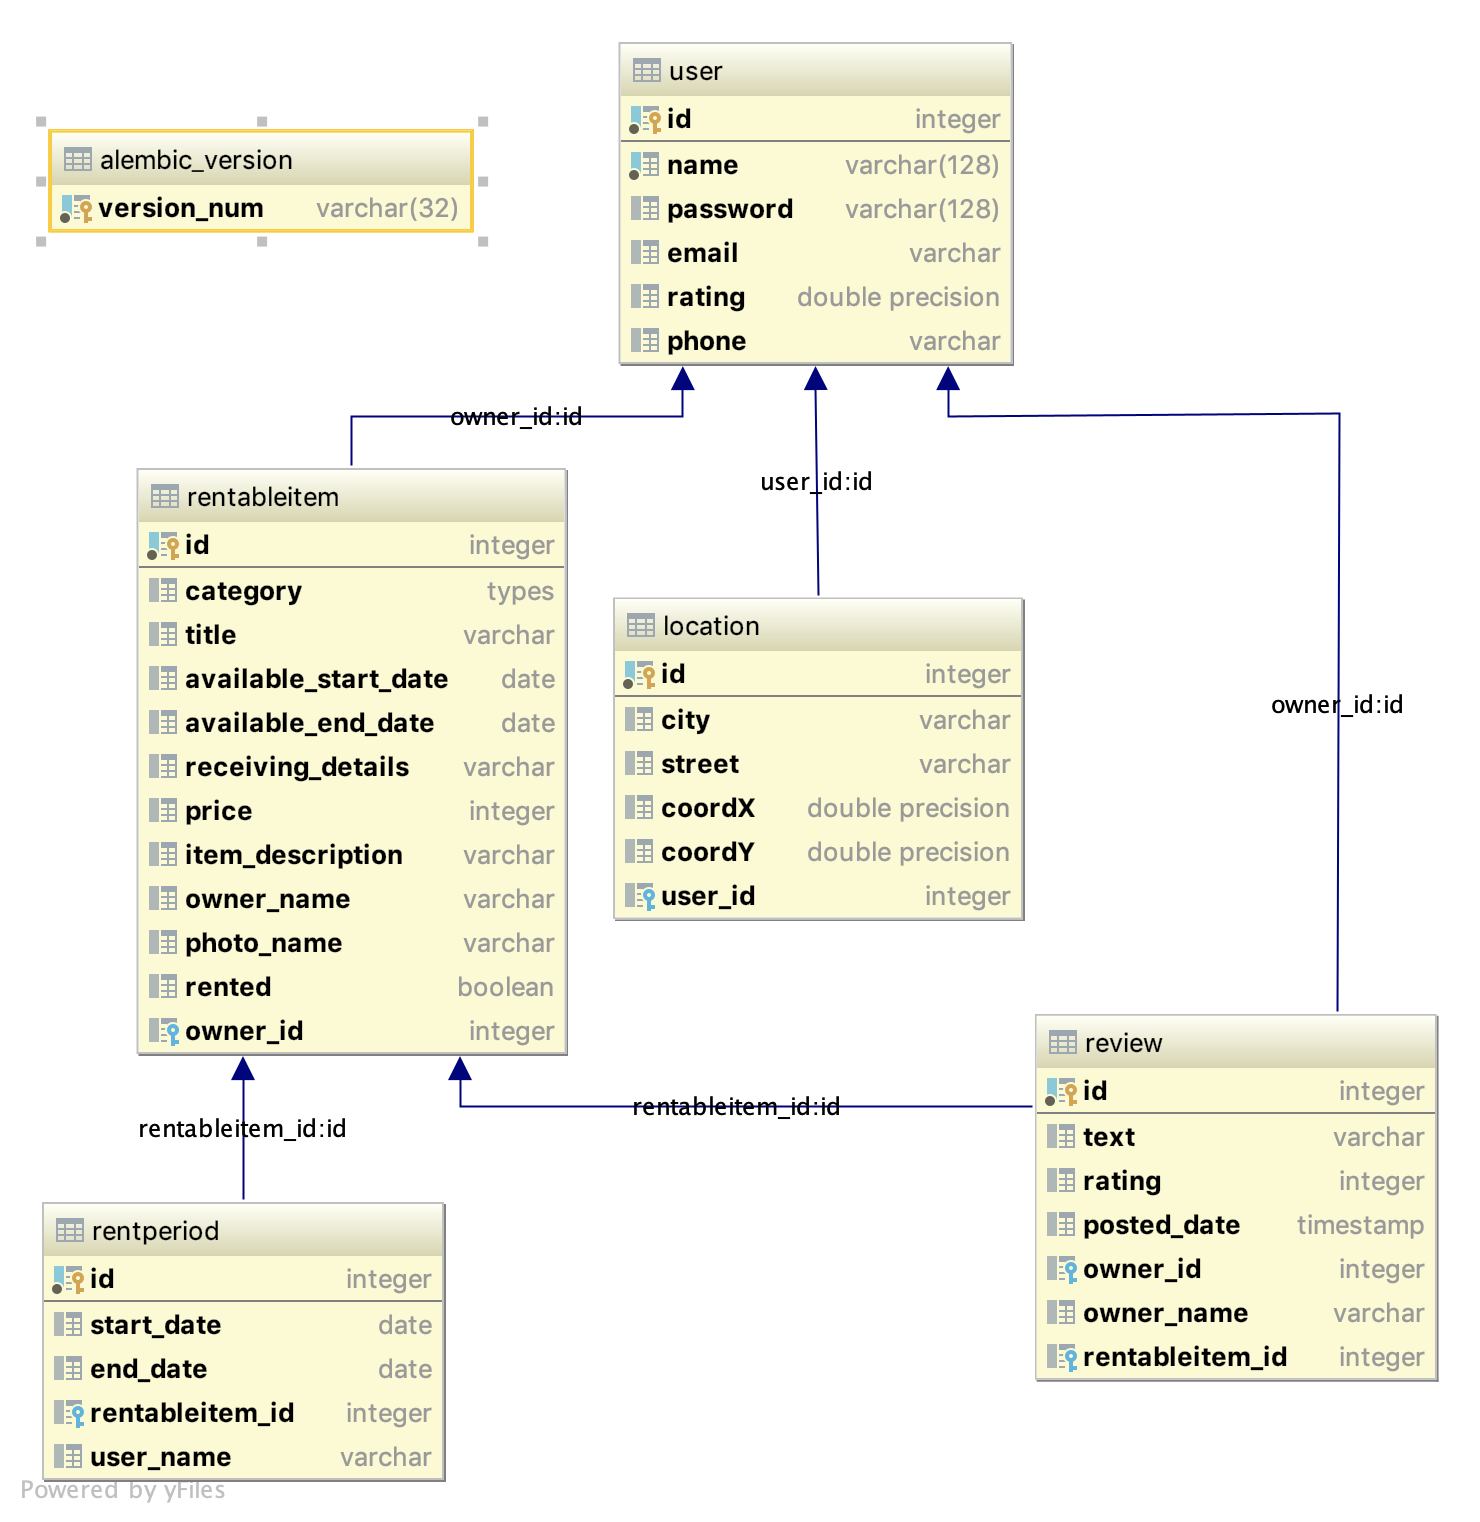 user
id integer
name varchar(128)
password varchar(128)
email varchar
rating double precision
phone varchar
alembic_version
version_num varchar(32)
owner_id:id
user_id:id
owner_id:id
rentableitem
id integer
category types
title varchar
available_start_date date
available_end_date date
receiving_details varchar
price integer
item_description varchar
owner_name varchar
photo_name varchar
rented boolean
owner_id integer
location
id integer
city varchar
street varchar
coordX double precision
coordY double precision
user_id integer
rentableitem_id:id
rentableitem_id:id
review
id integer
text varchar
rating integer
posted_date timestamp
owner_id integer
owner_name varchar
rentableitem_id integer
rentperiod
id integer
start_date date
end_date date
rentableitem_id integer
user_name varchar
Powered by yFiles